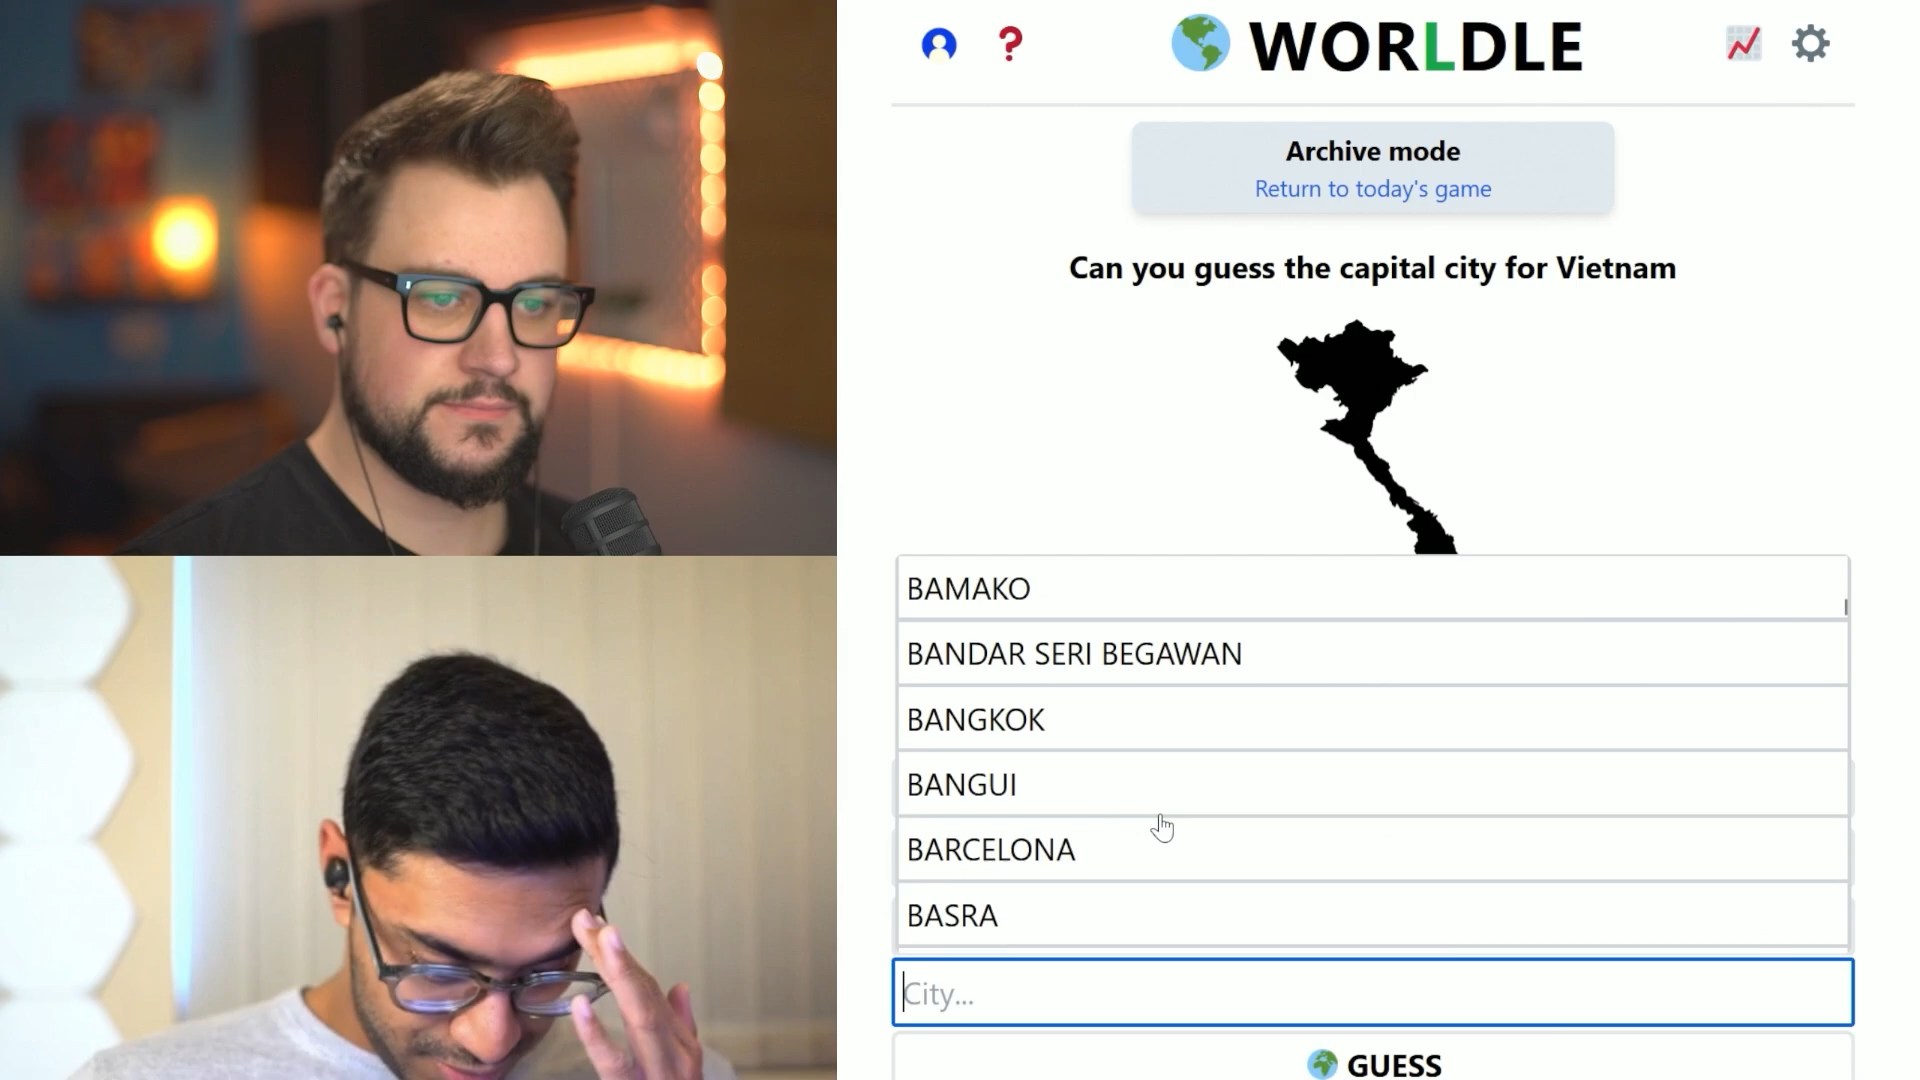 WORLDLE
Archive mode
Return to today's game
Can you guess the capital city for Vietnam
BAMAKO
BANDAR SERI BEGAWAN
BANGKOK
BANGUI
BARCELONA
BASRA
City...
GUESS